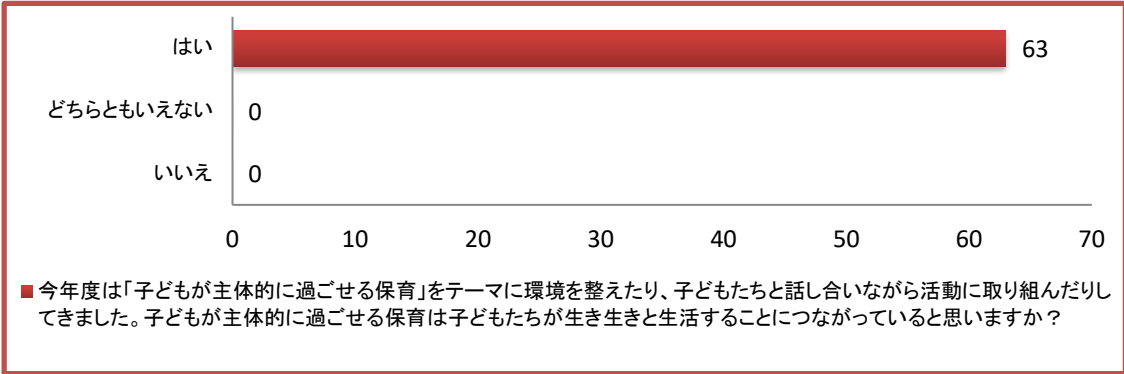 はい 63
どちらともいえない 0
いいえ 0
0 10 20 30 40 50 60 70
今年度は「子どもが主体的に過ごせる保育」をテーマに環境を整えたり、子どもたちと話し合いながら活動に取り組んだりし
てきました。子どもが主体的に過ごせる保育は子どもたちが生き生きと生活することにつながっていると思いますか？